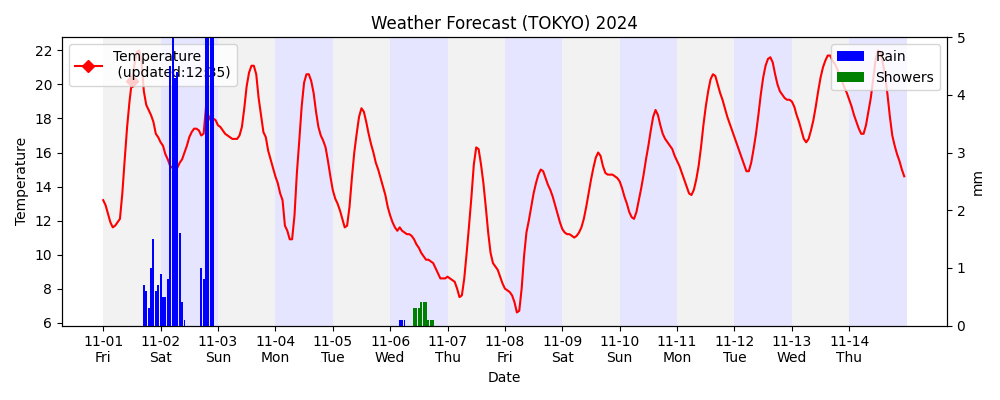 Weather Forecast (TOKYO) 2024
Temperature
(updated:12:35)
Rain
Showers
Temperature
22
20
18
16
14
12
10
8
6
mm
5
4
3
2
1
0
11-01 11-02 11-03 11-04 11-05 11-06 11-07 11-08 11-09 11-10 11-11 11-12 11-13 11-14
Fri Sat Sun Mon Tue Wed Thu Fri Sat Sun Mon Tue Wed Thu
Date